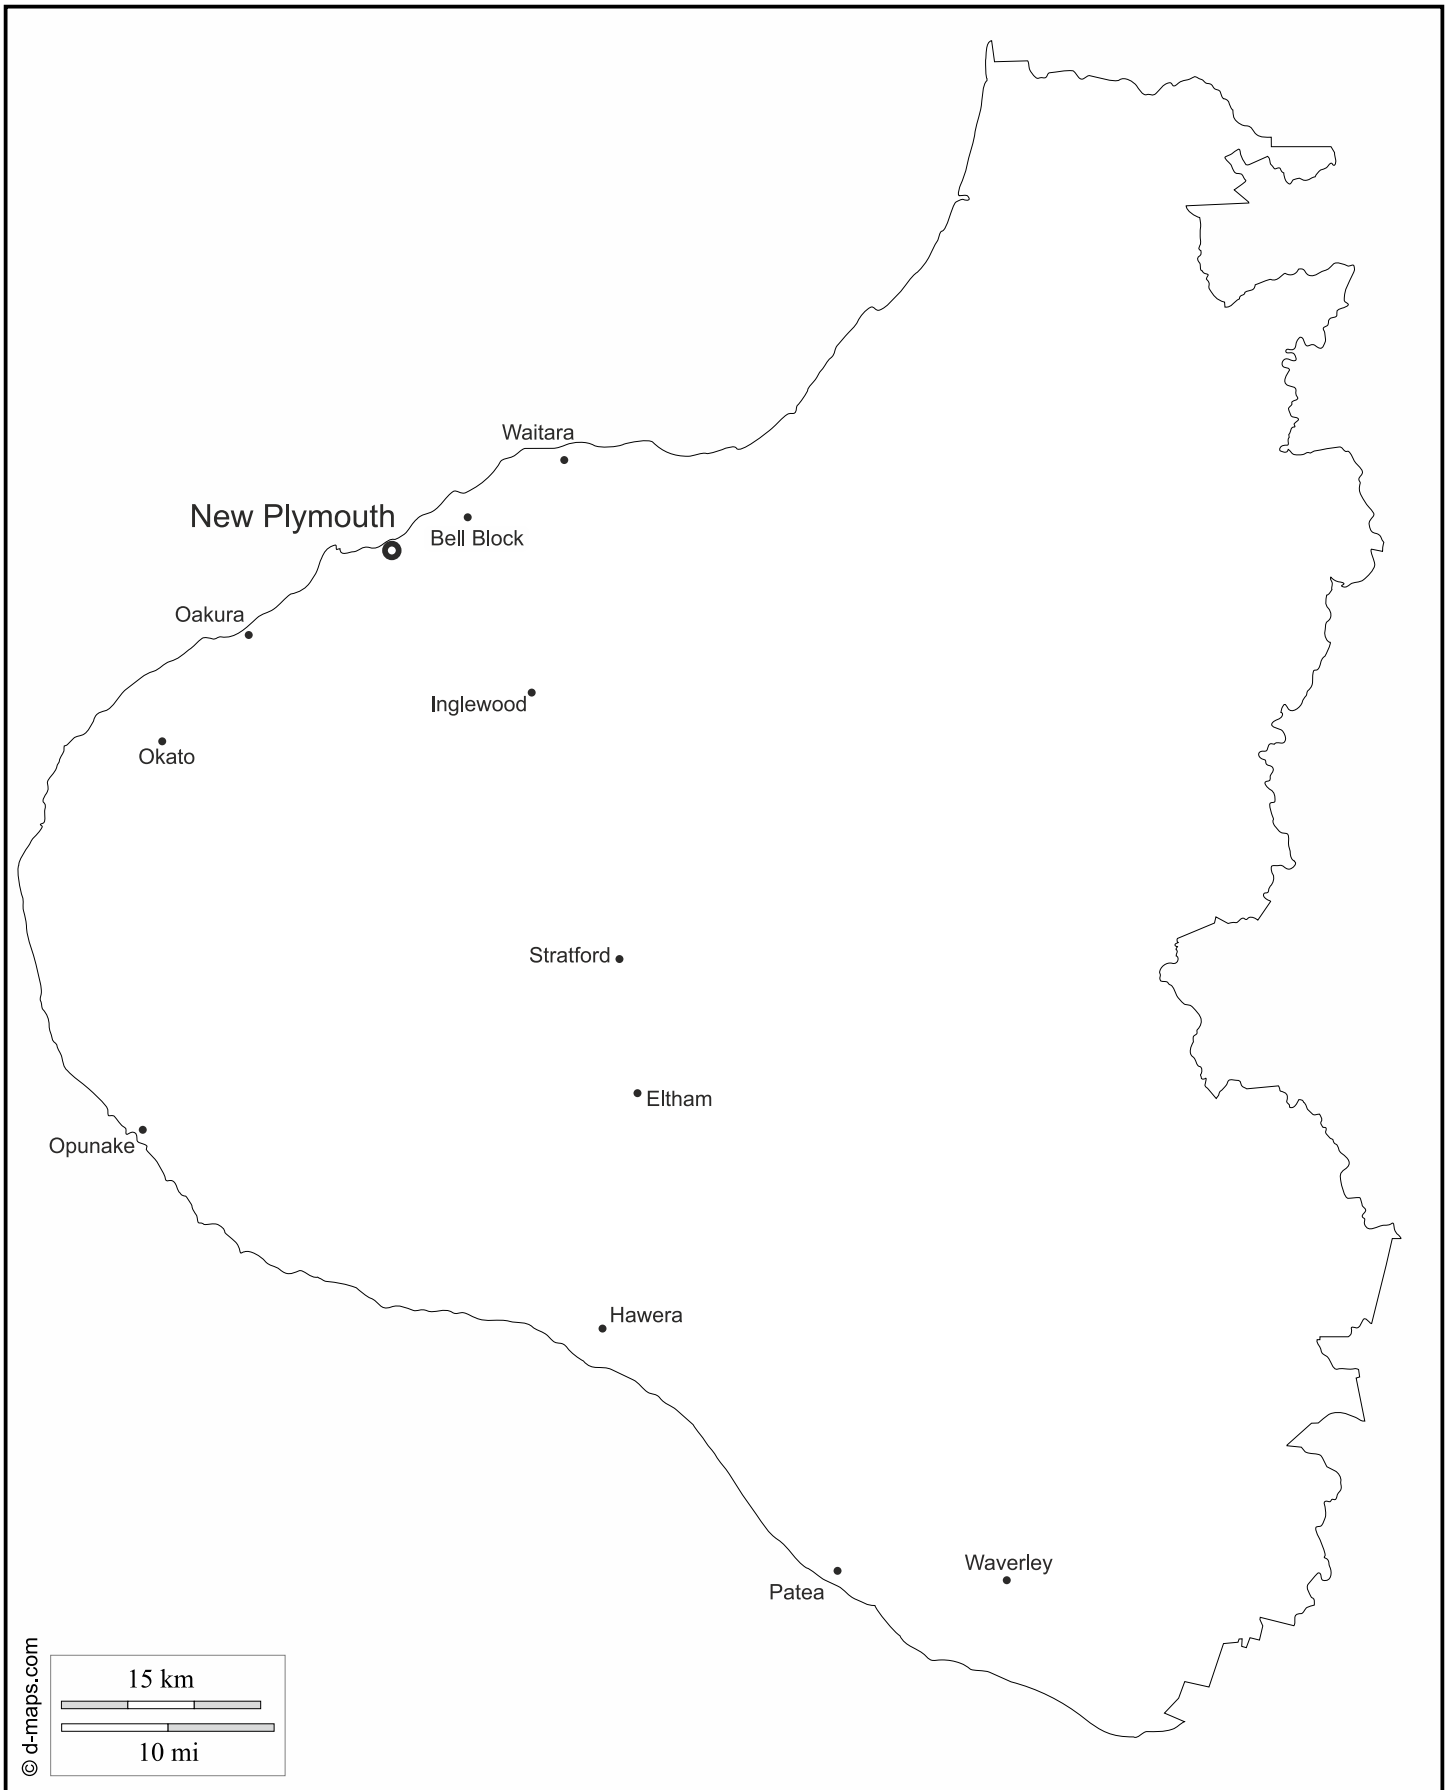 Waitara
New Plymouth
Bell Block
Oakura
Inglewood
Okato
Stratford
Eltham
Opunake
Hawera
Waverley
Patea
15 km
10 mi
© d-maps.com